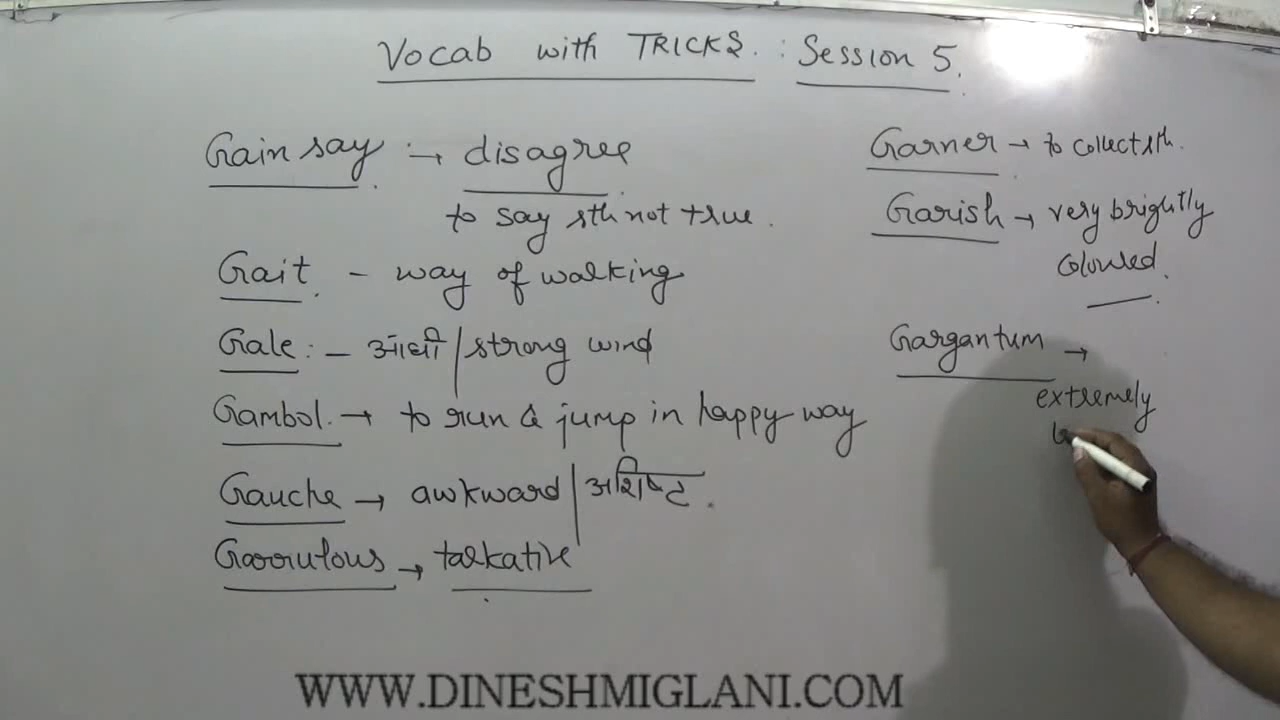 Vocab with TRICKS. : Session 5.
Gainsay :→ disagree
to say sth not true.
Gait - way of walking
Gale :- आँधी / strong wind
Gambol. → to run & jump in happy way
Gauche → awkward / अशिष्ट.
Garrulous → talkative
Garner → to collect sth.
Garish → very brightly
coloured.
Gargantum →
extremely
WWW.DINESHMIGLANI.COM